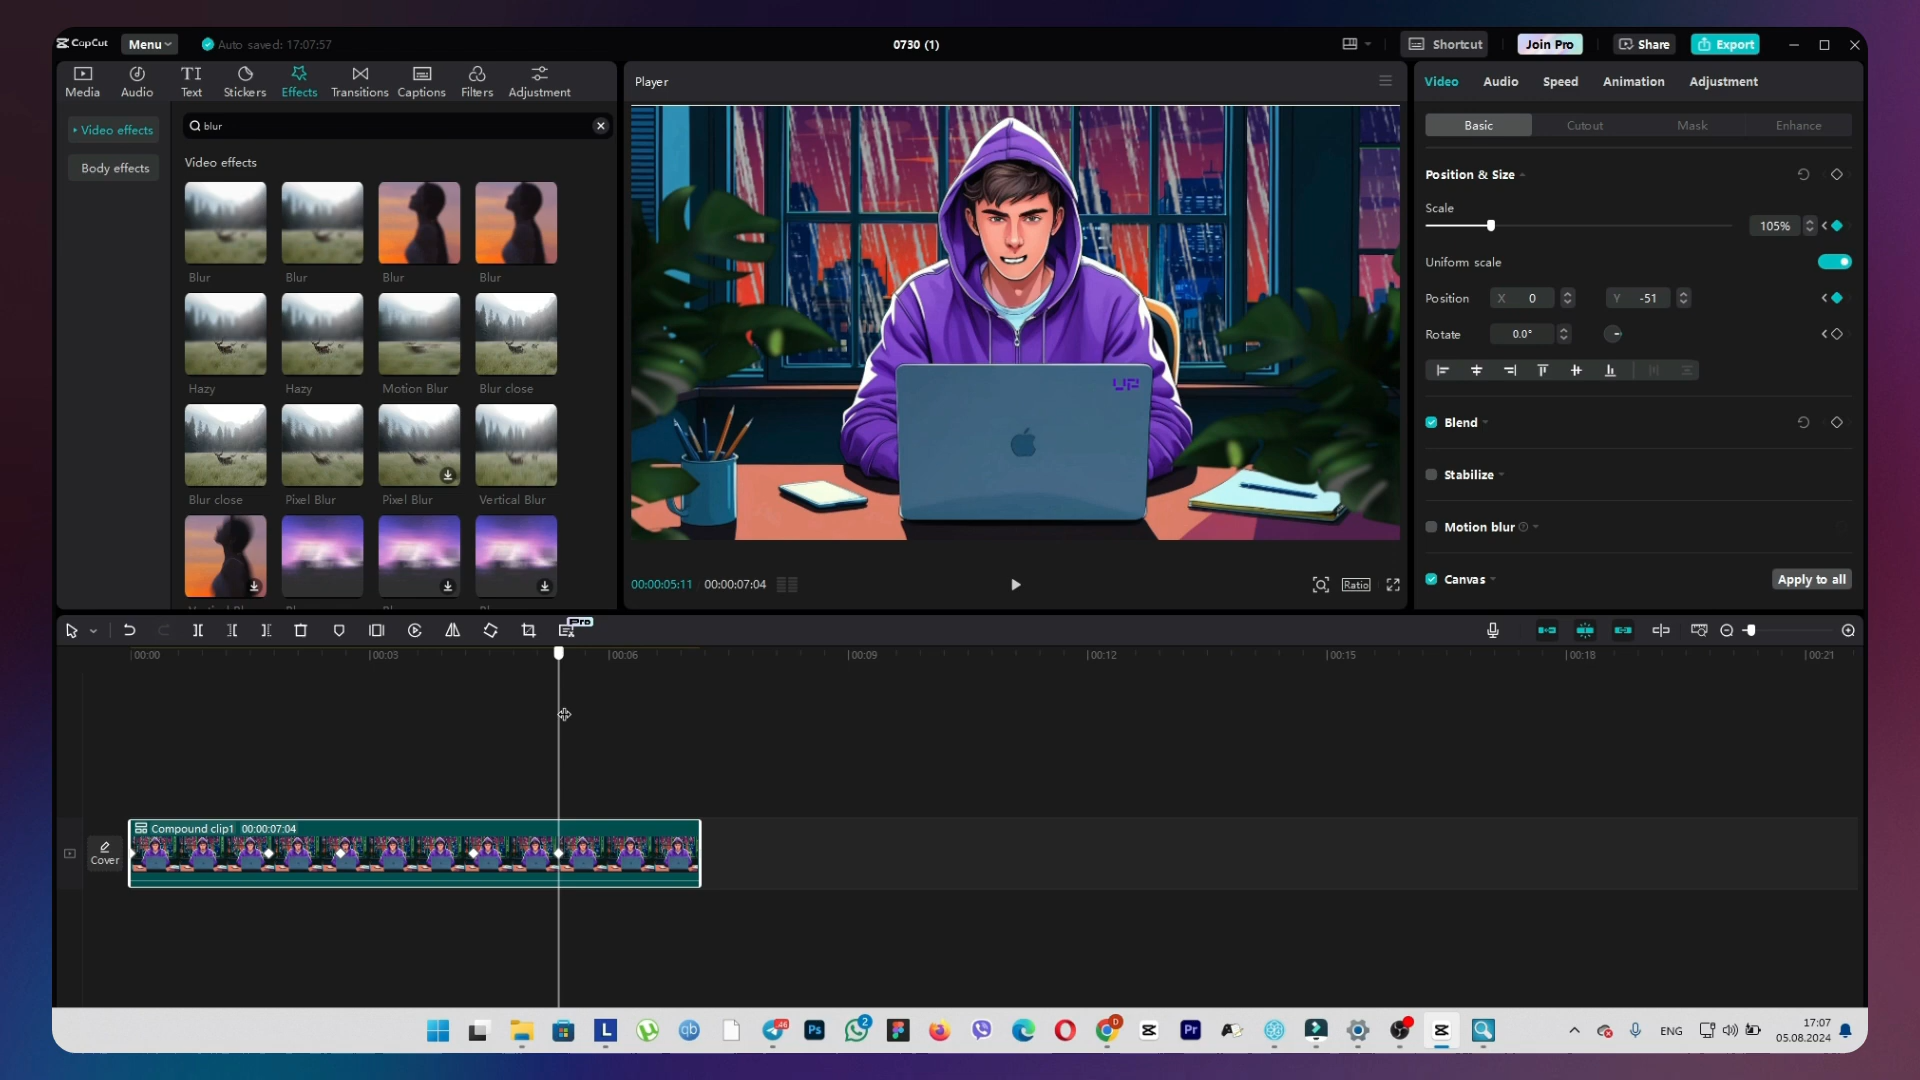 CapCut Menu Auto saved: 17:07:57 0730 (1) Shortcut Join Pro Share Export
Media Audio Text Stickers Effects Transitions Captions Filters Adjustment
Video effects
Body effects
blur
Video effects
Blur Blur Blur Blur
Hazy Hazy Motion Blur Blur close
Blur close Pixel Blur Pixel Blur Vertical Blur
Player
UP
00:00:05:11 00:00:07:04 Ratio
Video Audio Speed Animation Adjustment
Basic Cutout Mask Enhance
Position & Size
Scale
105%
Uniform scale
Position X 0 Y -51
Rotate 0.0°
Blend
Stabilize
Motion blur
Canvas Apply to all
Pro
00:00 00:03 00:06 00:09 00:12 00:15 00:18 00:21
Compound clip1 00:00:07:04
Cover
L qb 46 Ps 2 D Pr ENG 17:07
05.08.2024